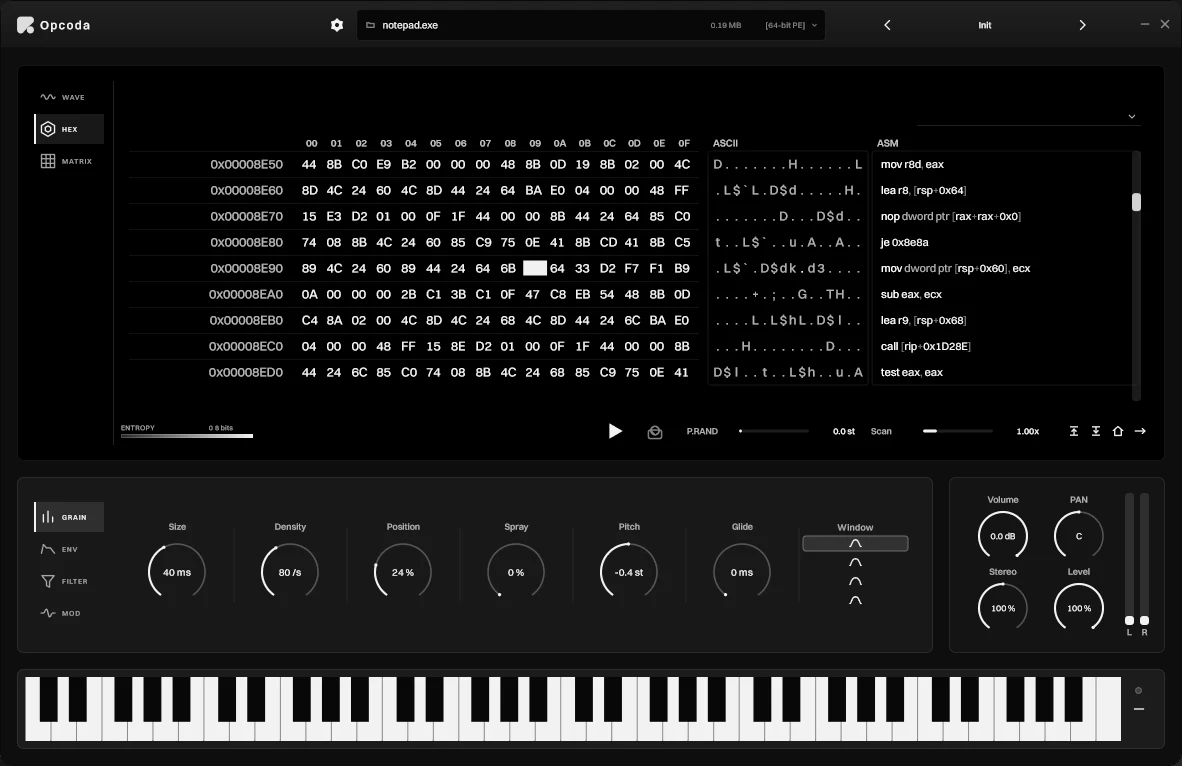 Opcoda
notepad.exe 0.19 MB [64-bit PE]
Init
WAVE
HEX
MATRIX
00 01 02 03 04 05 06 07 08 09 0A 0B 0C 0D 0E 0F ASCII ASM
0x00008E50 44 8B C0 E9 B2 00 00 00 48 8B 0D 19 8B 02 00 4C D.......H......L mov r8d, eax
0x00008E60 8D 4C 24 60 4C 8D 44 24 64 BA E0 04 00 00 48 FF .L$`L.D$d.....H. lea r8, [rsp+0x64]
0x00008E70 15 E3 D2 01 00 0F 1F 44 00 00 8B 44 24 64 85 C0 .......D...D$d.. nop dword ptr [rax+rax+0x0]
0x00008E80 74 08 8B 4C 24 60 85 C9 75 0E 41 8B CD 41 8B C5 t..L$`..u.A..A.. je 0x8e8a
0x00008E90 89 4C 24 60 89 44 24 64 6B 64 33 D2 F7 F1 B9 .L$`.D$dk.d3.... mov dword ptr [rsp+0x60], ecx
0x00008EA0 0A 00 00 00 2B C1 3B C1 0F 47 C8 EB 54 48 8B 0D ....+.;..G..TH.. sub eax, ecx
0x00008EB0 C4 8A 02 00 4C 8D 4C 24 68 4C 8D 44 24 6C BA E0 ....L.L$hL.D$l.. lea r9, [rsp+0x68]
0x00008EC0 04 00 00 48 FF 15 8E D2 01 00 0F 1F 44 00 00 8B ...H........D... call [rip+0x1D28E]
0x00008ED0 44 24 6C 85 C0 74 08 8B 4C 24 68 85 C9 75 0E 41 D$l..t..L$h..u.A test eax, eax
ENTROPY 0 8 bits
P.RAND 0.0 st Scan 1.00x
GRAIN
ENV
FILTER
MOD
Size Density Position Spray Pitch Glide Window
40 ms 80 /s 24 % 0 % -0.4 st 0 ms
Volume PAN
0.0 dB C
Stereo Level
100 % 100 %
L R